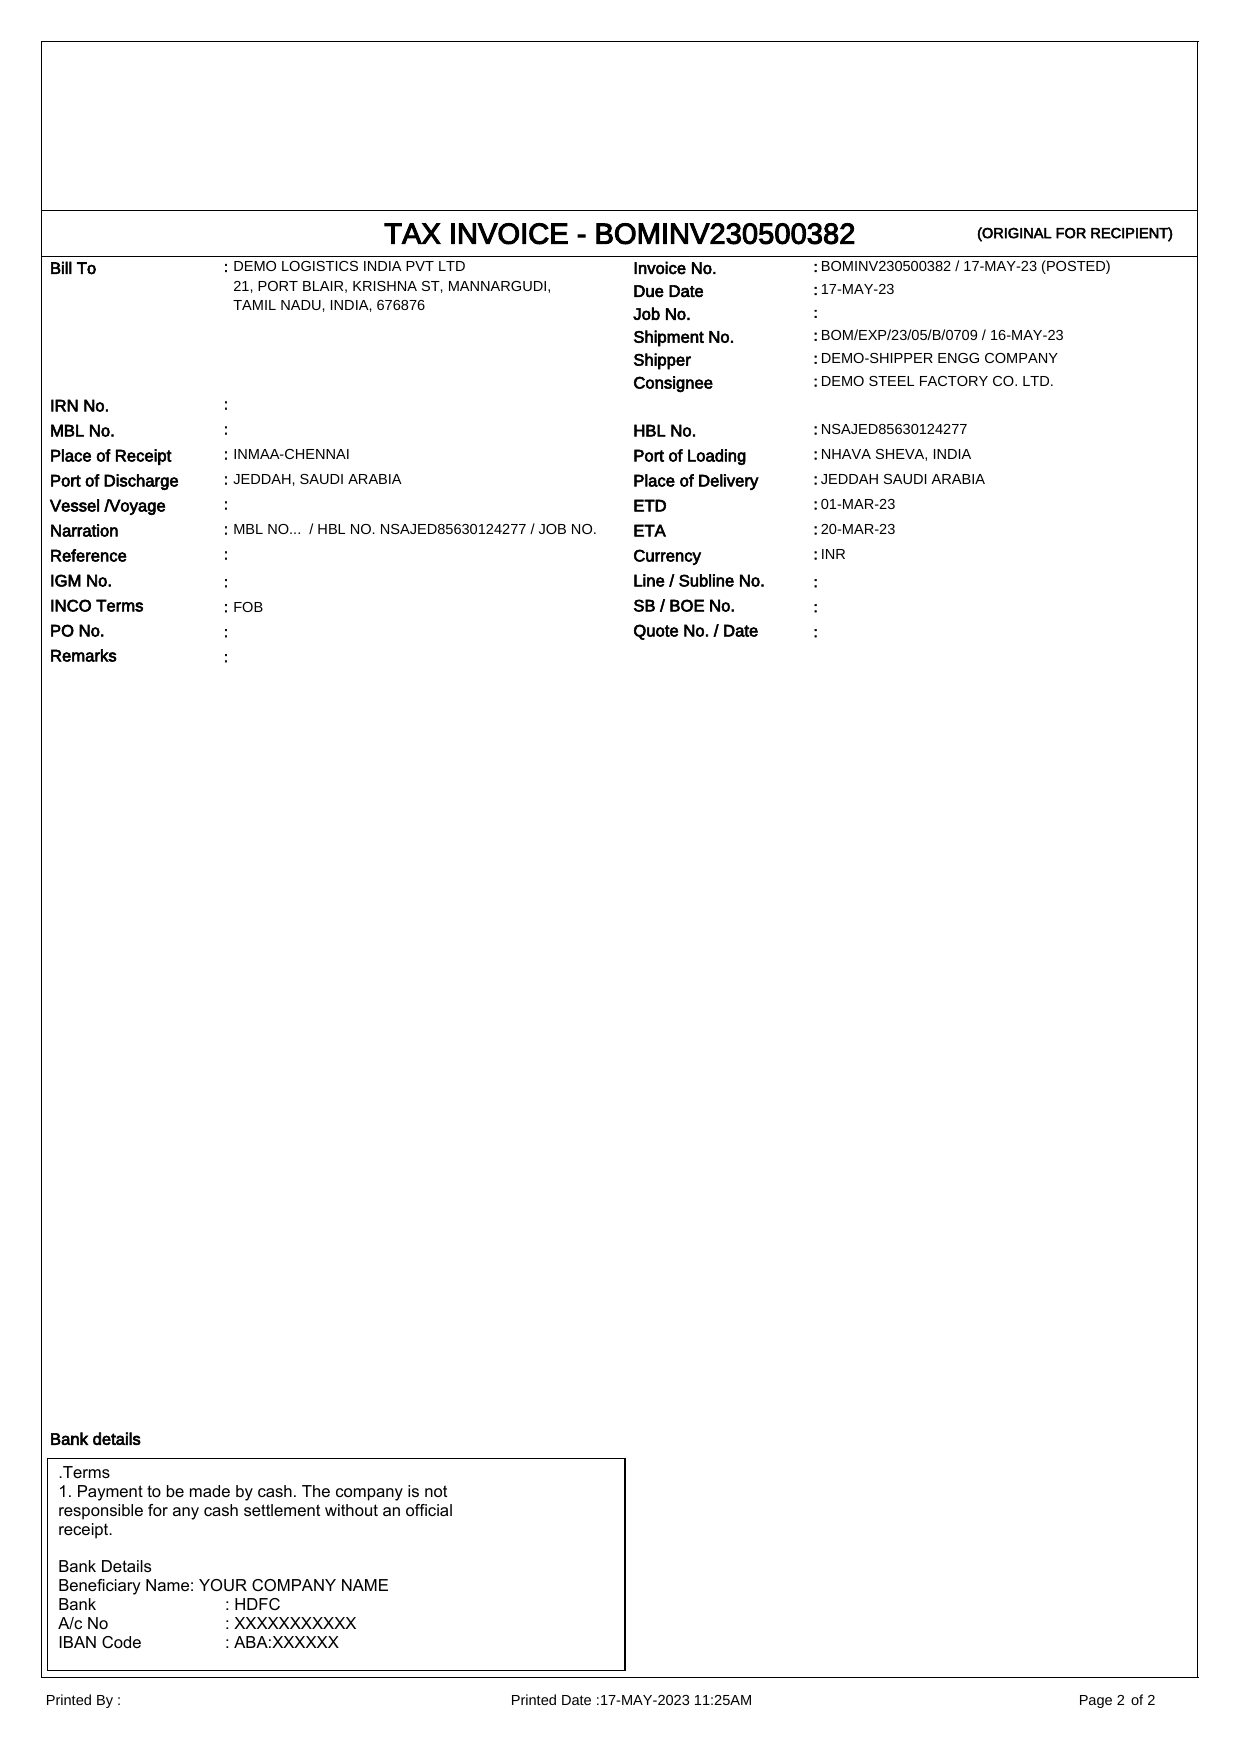 TAX INVOICE - BOMINV230500382
(ORIGINAL FOR RECIPIENT)
Bill To : DEMO LOGISTICS INDIA PVT LTD
21, PORT BLAIR, KRISHNA ST, MANNARGUDI,
TAMIL NADU, INDIA, 676876
Invoice No. : BOMINV230500382 / 17-MAY-23 (POSTED)
Due Date : 17-MAY-23
Job No. :
Shipment No. : BOM/EXP/23/05/B/0709 / 16-MAY-23
Shipper : DEMO-SHIPPER ENGG COMPANY
Consignee : DEMO STEEL FACTORY CO. LTD.
IRN No. :
MBL No. :
HBL No. : NSAJED85630124277
Place of Receipt : INMAA-CHENNAI
Port of Loading : NHAVA SHEVA, INDIA
Port of Discharge : JEDDAH, SAUDI ARABIA
Place of Delivery : JEDDAH SAUDI ARABIA
Vessel /Voyage :
ETD : 01-MAR-23
Narration : MBL NO... / HBL NO. NSAJED85630124277 / JOB NO.
ETA : 20-MAR-23
Reference :
Currency : INR
IGM No. :
Line / Subline No. :
INCO Terms : FOB
SB / BOE No. :
PO No. :
Quote No. / Date :
Remarks :
Bank details
.Terms
1. Payment to be made by cash. The company is not
responsible for any cash settlement without an official
receipt.
Bank Details
Beneficiary Name: YOUR COMPANY NAME
Bank : HDFC
A/c No : XXXXXXXXXXX
IBAN Code : ABA:XXXXXX
Printed By :
Printed Date :17-MAY-2023 11:25AM
Page 2 of 2